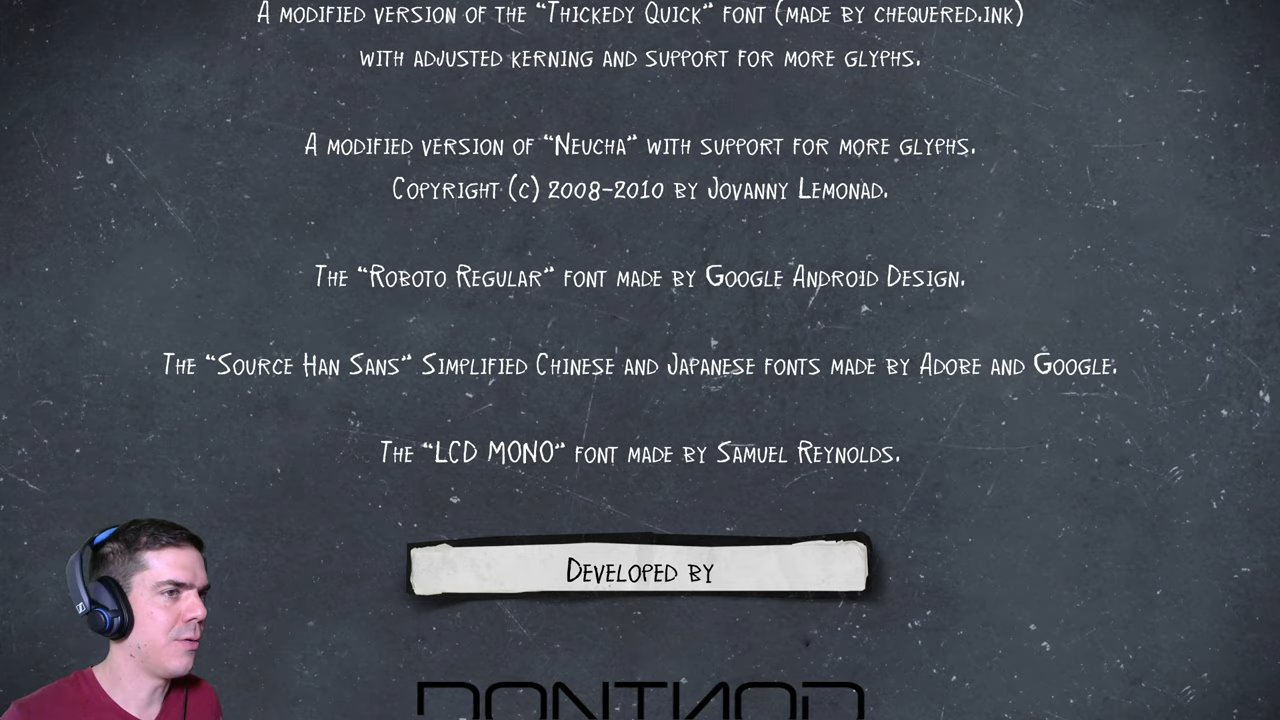 A modified version of the “Thickedy Quick” font (made by chequered.ink)
with adjusted kerning and support for more glyphs.
A modified version of “Neucha” with support for more glyphs.
Copyright (c) 2008-2010 by Jovanny Lemonad.
The “Roboto Regular” font made by Google Android Design.
The “Source Han Sans” Simplified Chinese and Japanese fonts made by Adobe and Google.
The “LCD MONO” font made by Samuel Reynolds.
Developed by
DONTNOD